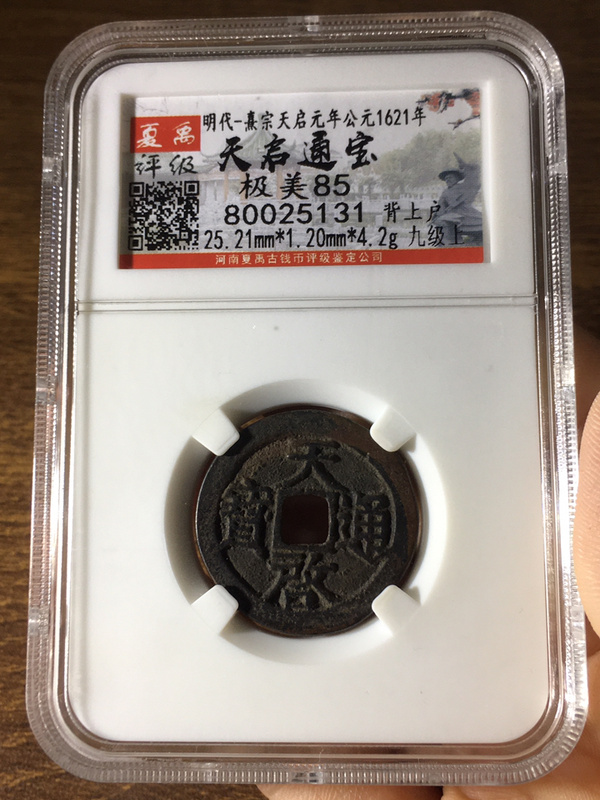 明代-熹宗天启元年公元1621年
夏禹
评级
天启通宝
极美85
80025131 背上户
25.21mm*1.20mm*4.2g 九级上
河南夏禹古钱币评级鉴定公司
天啟通寶